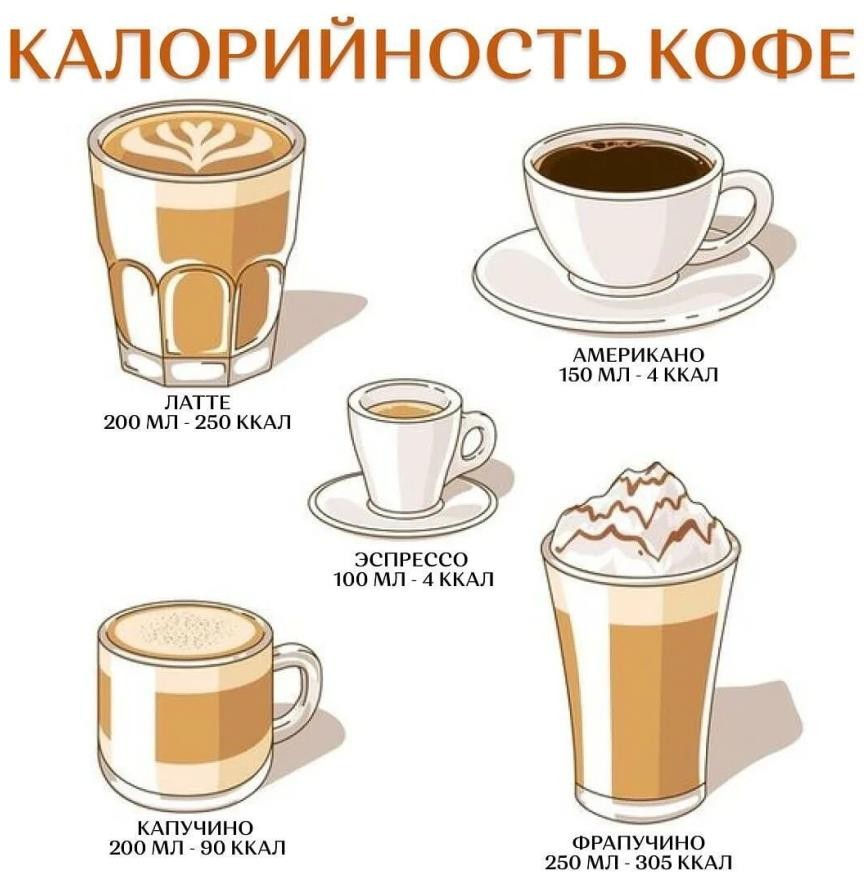 КАЛОРИЙНОСТЬ КОФЕ
ЛАТТЕ
200 МЛ - 250 ККАЛ
АМЕРИКАНО
150 МЛ - 4 ККАЛ
ЭСПРЕССО
100 МЛ - 4 ККАЛ
КАПУЧИНО
200 МЛ - 90 ККАЛ
ФРАПУЧИНО
250 МЛ - 305 ККАЛ